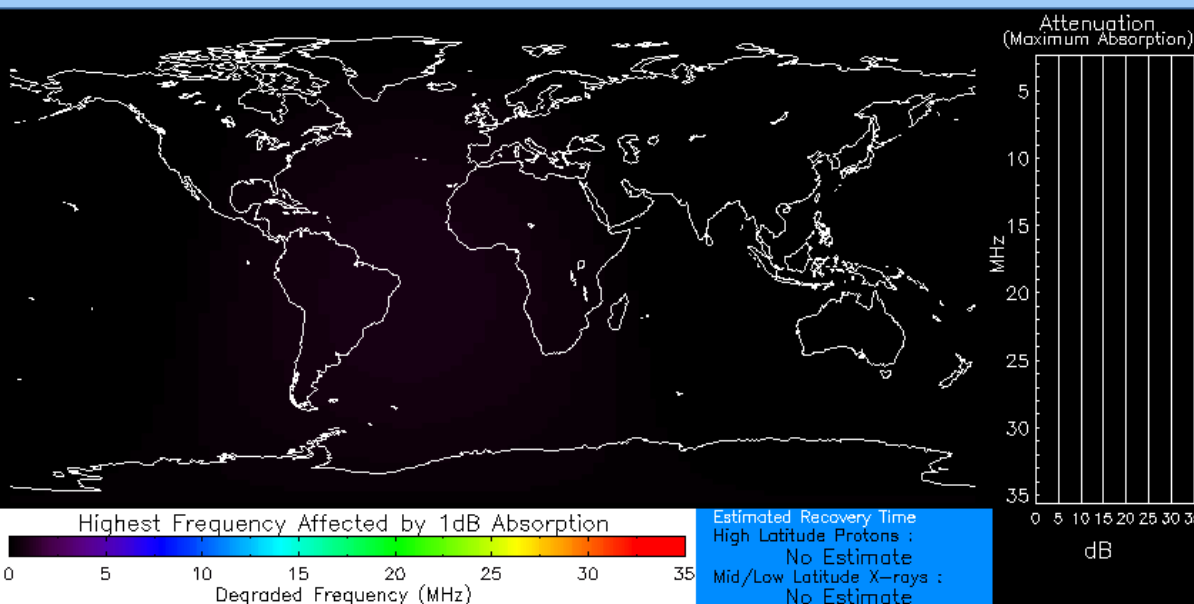 Attenuation
(Maximum Absorption)
5
10
15
20
25
30
35
MHz
0 5 10 15 20 25 30 3
dB
Highest Frequency Affected by 1dB Absorption
0 5 10 15 20 25 30 35
Degraded Frequency (MHz)
Estimated Recovery Time
High Latitude Protons :
No Estimate
Mid/Low Latitude X-rays :
No Estimate